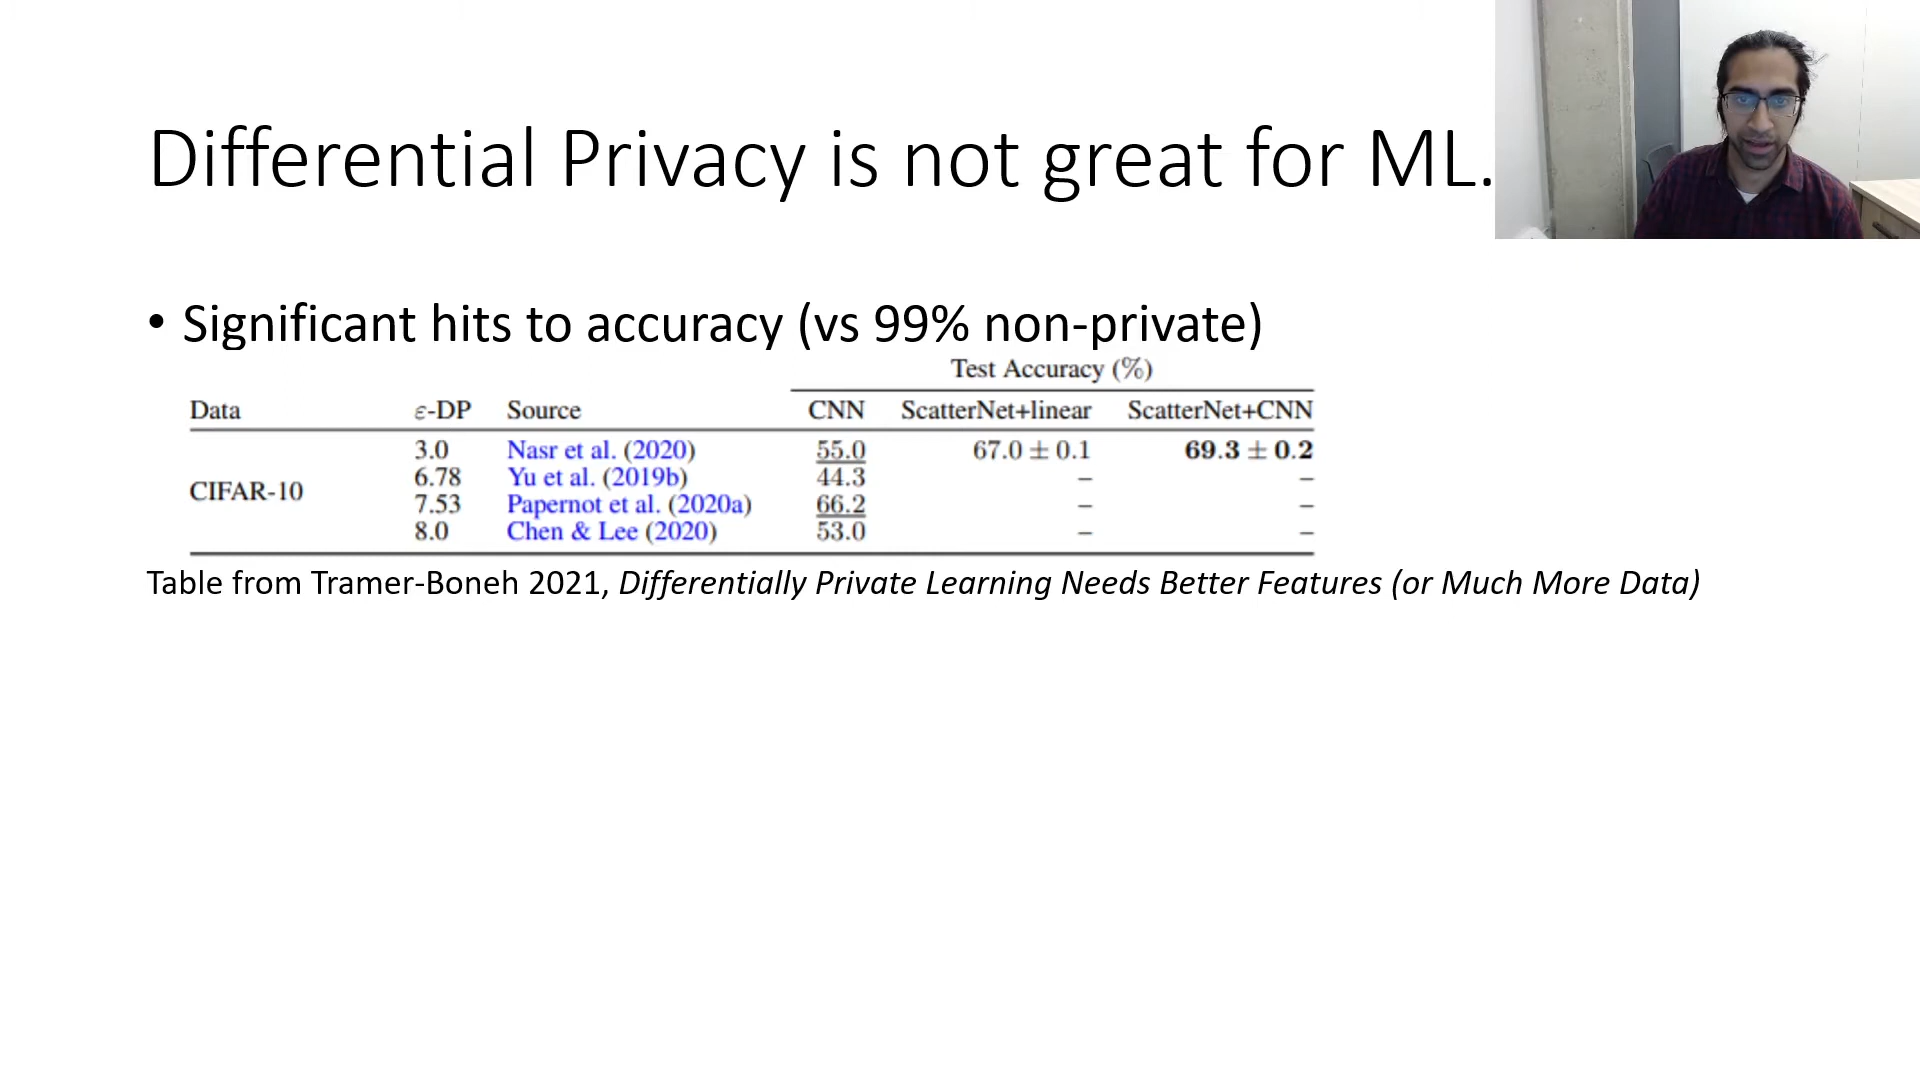 Differential Privacy is not great for ML.
• Significant hits to accuracy (vs 99% non-private)
Test Accuracy (%)
Data ε-DP Source CNN ScatterNet+linear ScatterNet+CNN
3.0 Nasr et al. (2020) 55.0 67.0 ± 0.1 69.3 ± 0.2
6.78 Yu et al. (2019b) 44.3 – –
CIFAR-10
7.53 Papernot et al. (2020a) 66.2 – –
8.0 Chen & Lee (2020) 53.0 – –
Table from Tramer-Boneh 2021, Differentially Private Learning Needs Better Features (or Much More Data)